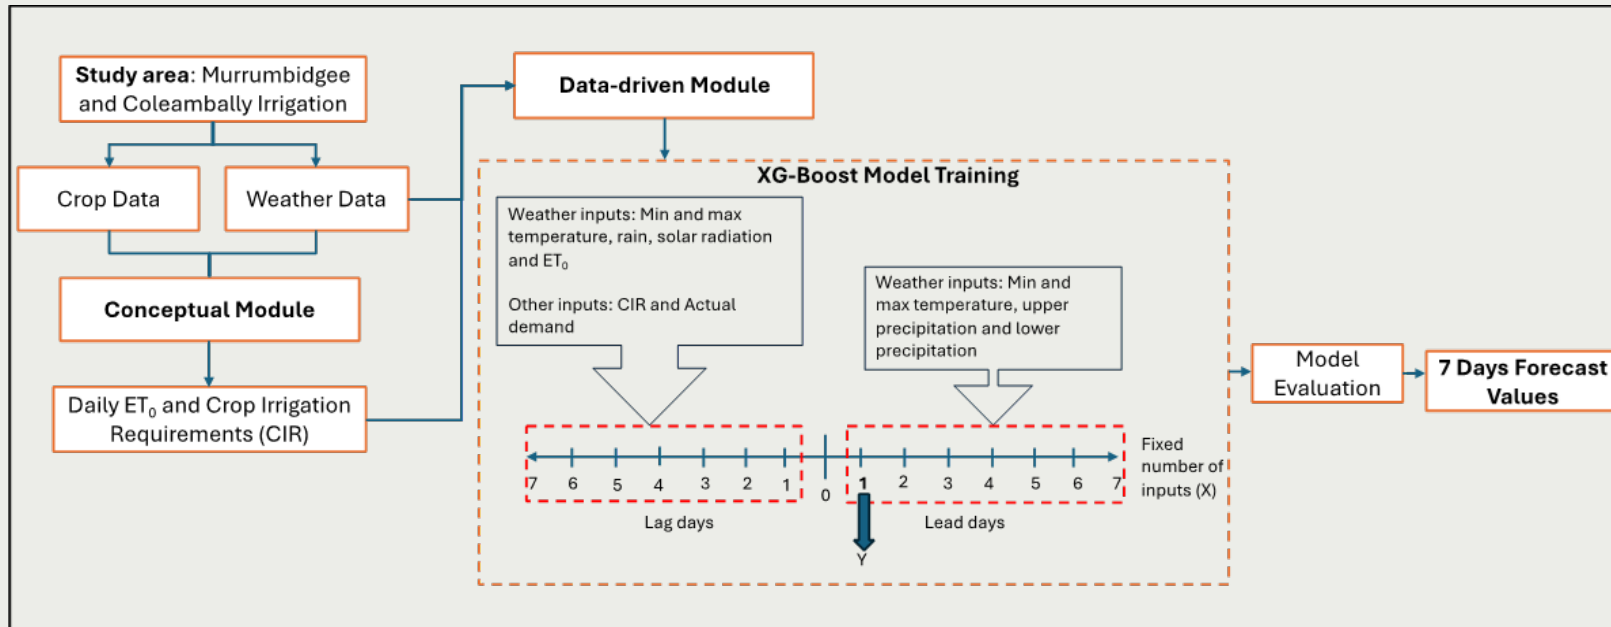 Study area: Murrumbidgee
and Coleambally Irrigation
Crop Data
Weather Data
Conceptual Module
Daily ET₀ and Crop Irrigation
Requirements (CIR)
Data-driven Module
XG-Boost Model Training
Weather inputs: Min and max
temperature, rain, solar radiation
and ET₀
Other inputs: CIR and Actual
demand
Weather inputs: Min and
max temperature, upper
precipitation and lower
precipitation
7 6 5 4 3 2 1 0 1 2 3 4 5 6 7
Fixed
number of
inputs (X)
Lag days
Lead days
Y
Model
Evaluation
7 Days Forecast
Values